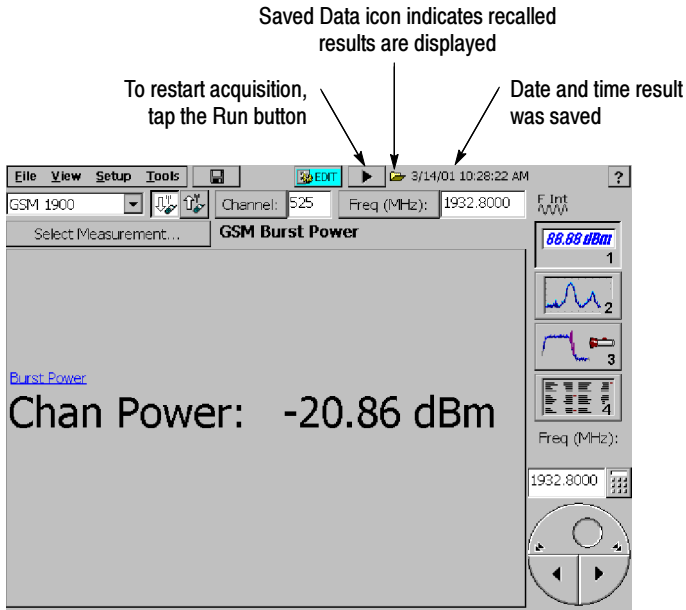 Saved Data icon indicates recalled
results are displayed
To restart acquisition,
tap the Run button
Date and time result
was saved
File View Setup Tools EDIT 3/14/01 10:28:22 AM ?
GSM 1900 Channel: 525 Freq (MHz): 1932.8000 F Int
Select Measurement... GSM Burst Power
88.88 dBm
1
2
3
4
Burst Power
Chan Power: -20.86 dBm
Freq (MHz):
1932.8000